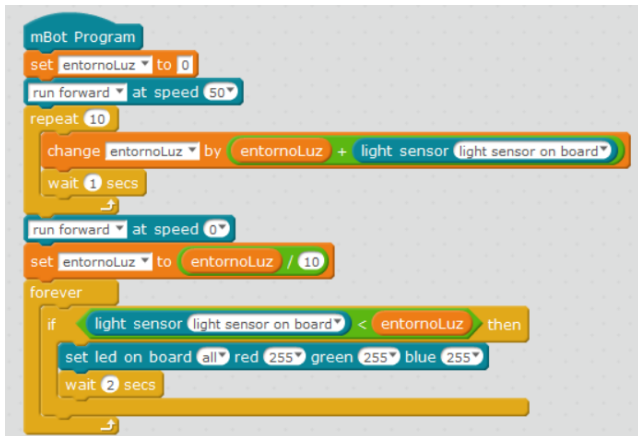 mBot Program
set entornoLuz to 0
run forward at speed 50
repeat 10
change entornoLuz by entornoLuz + light sensor light sensor on board
wait 1 secs
run forward at speed 0
set entornoLuz to entornoLuz / 10
forever
if light sensor light sensor on board < entornoLuz then
set led on board all red 255 green 255 blue 255
wait 2 secs